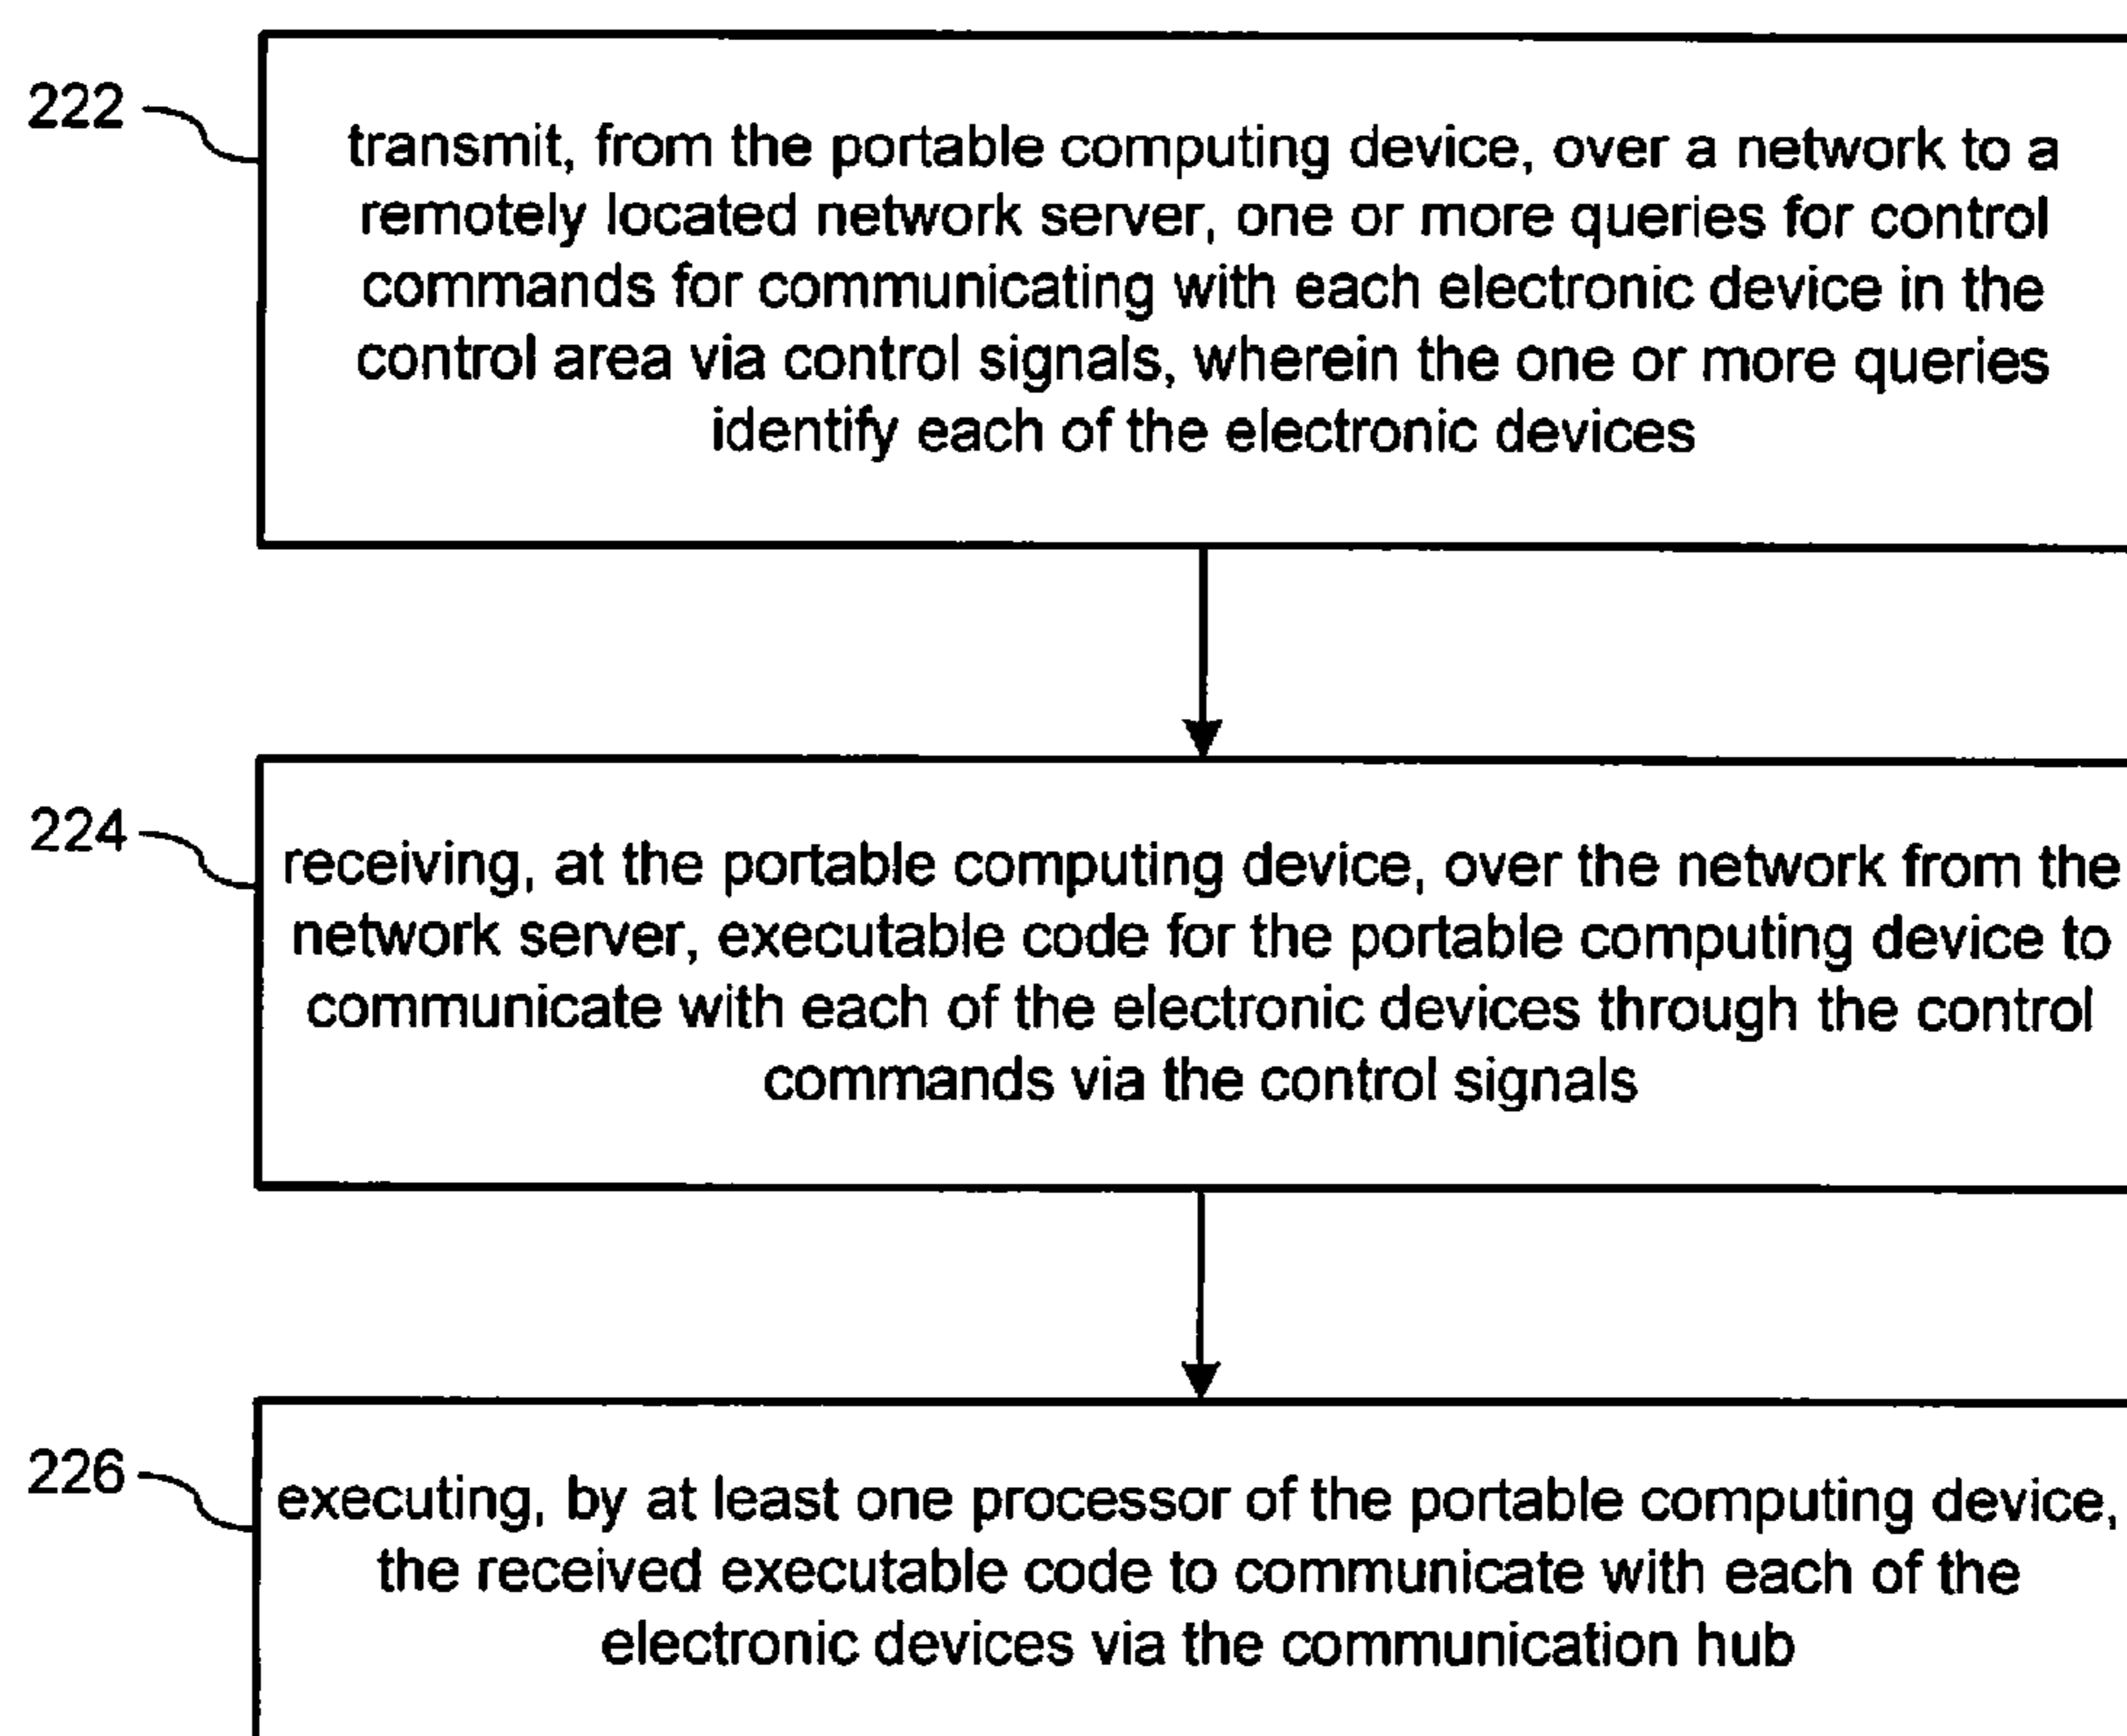 222
transmit, from the portable computing device, over a network to a
remotely located network server, one or more queries for control
commands for communicating with each electronic device in the
control area via control signals, wherein the one or more queries
identify each of the electronic devices
224
receiving, at the portable computing device, over the network from the
network server, executable code for the portable computing device to
communicate with each of the electronic devices through the control
commands via the control signals
226
executing, by at least one processor of the portable computing device,
the received executable code to communicate with each of the
electronic devices via the communication hub